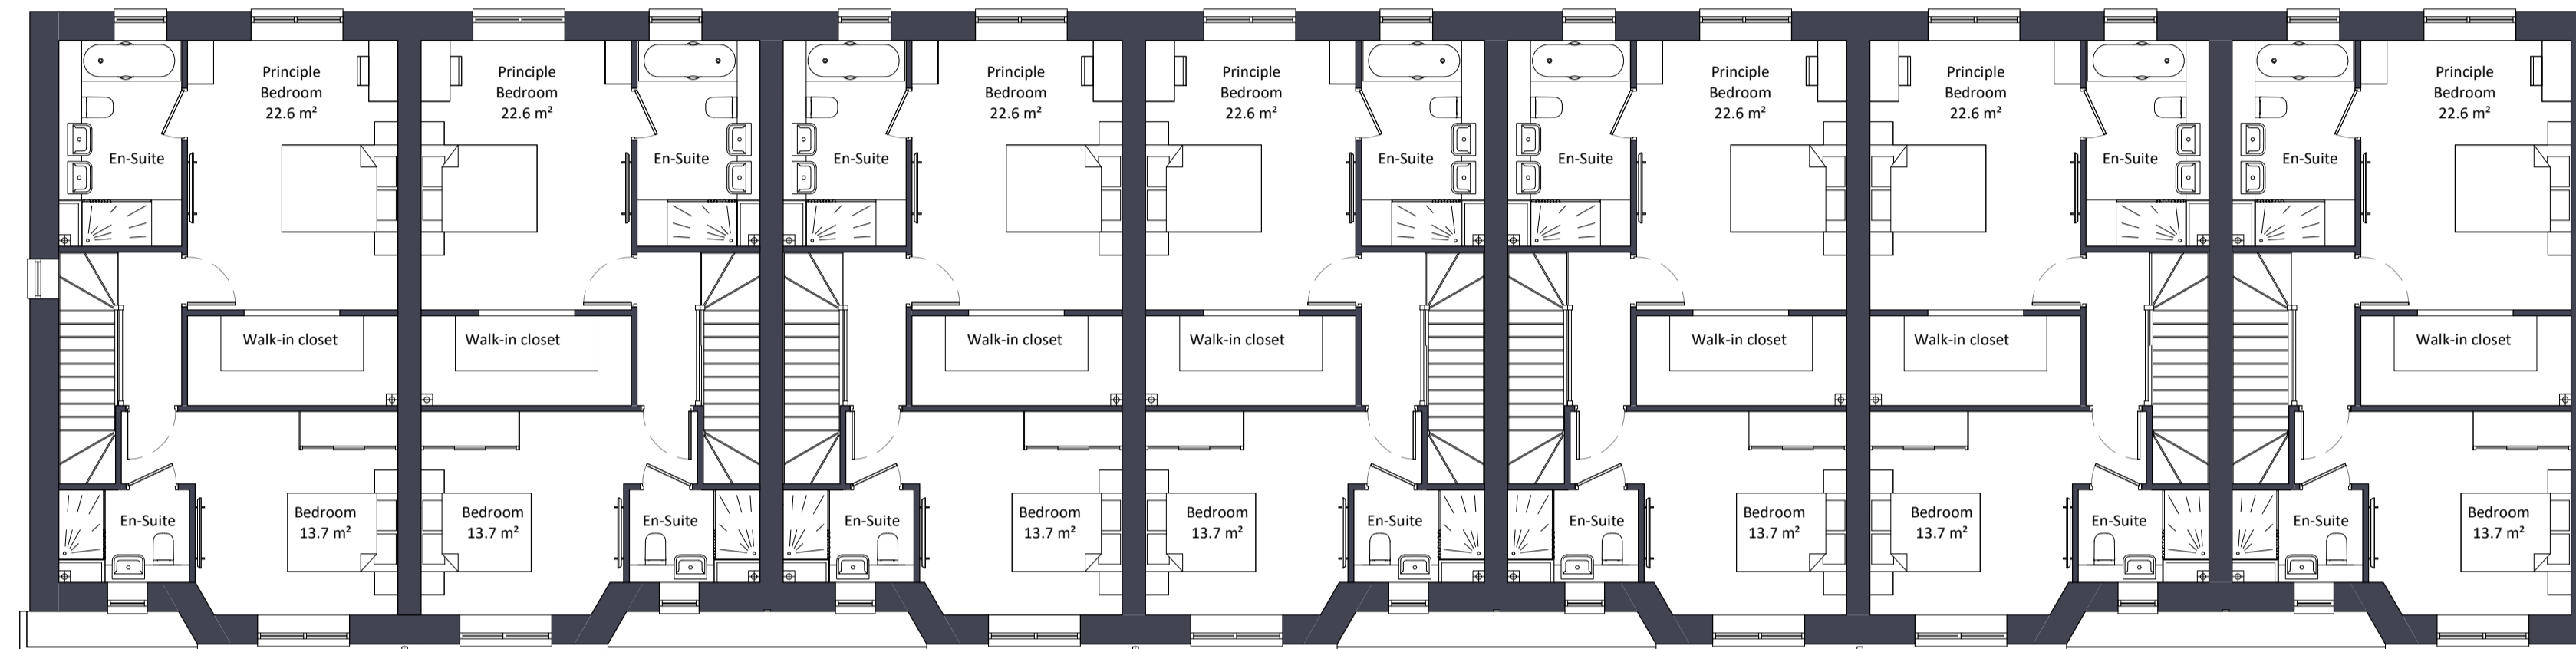 Principle
Bedroom
22.6 m²
En-Suite
Walk-in closet
En-Suite
Bedroom
13.7 m²
Principle
Bedroom
22.6 m²
En-Suite
Walk-in closet
Bedroom
13.7 m²
En-Suite
Principle
Bedroom
22.6 m²
En-Suite
Walk-in closet
En-Suite
Bedroom
13.7 m²
Principle
Bedroom
22.6 m²
En-Suite
Walk-in closet
Bedroom
13.7 m²
En-Suite
Principle
Bedroom
22.6 m²
En-Suite
Walk-in closet
En-Suite
Bedroom
13.7 m²
Principle
Bedroom
22.6 m²
En-Suite
Walk-in closet
Bedroom
13.7 m²
En-Suite
Principle
Bedroom
22.6 m²
En-Suite
Walk-in closet
En-Suite
Bedroom
13.7 m²